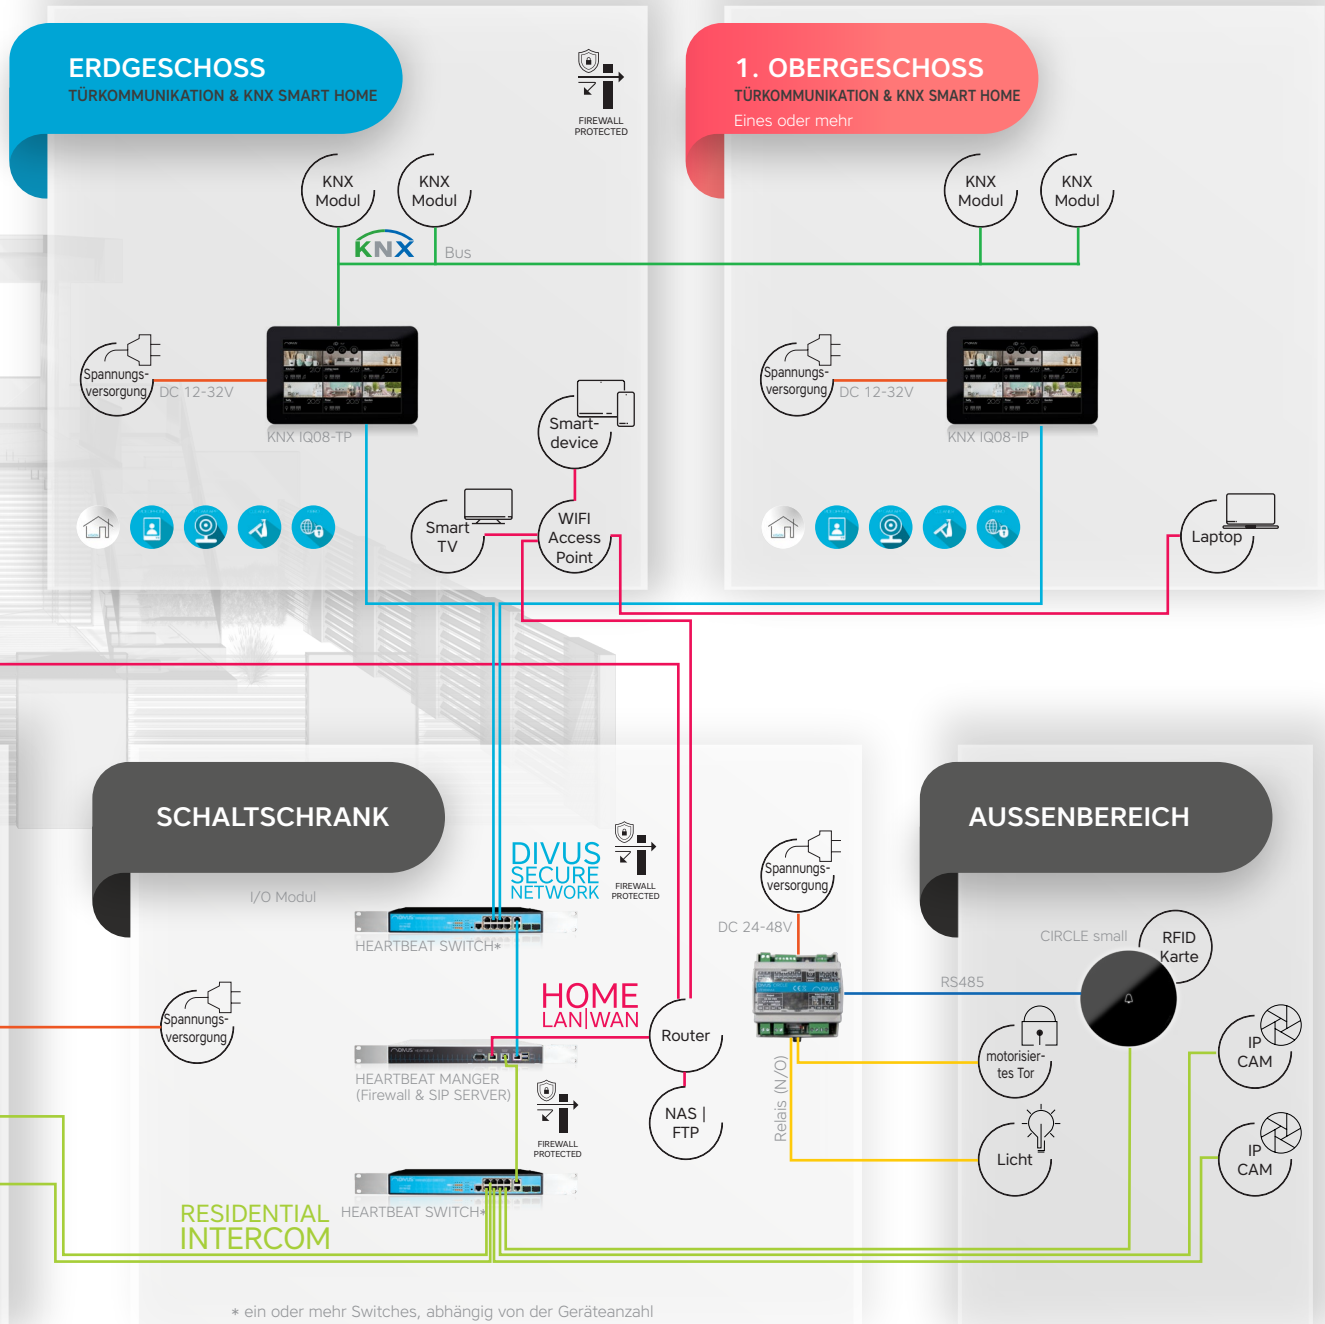 ERDGESCHOSS
TÜRKOMMUNIKATION & KNX SMART HOME
FIREWALL
PROTECTED
KNX
Modul
KNX
Modul
KNX
Bus
Spannungs-
versorgung
DC 12-32V
KNX IQ08-TP
Smart-
device
Smart
TV
WIFI
Access
Point
1. OBERGESCHOSS
TÜRKOMMUNIKATION & KNX SMART HOME
Eines oder mehr
KNX
Modul
KNX
Modul
Spannungs-
versorgung
DC 12-32V
KNX IQ08-IP
Laptop
SCHALTSCHRANK
I/O Modul
DIVUS
SECURE
NETWORK
FIREWALL
PROTECTED
HEARTBEAT SWITCH*
Spannungs-
versorgung
HOME
LAN|WAN
Router
HEARTBEAT MANGER
(Firewall & SIP SERVER)
FIREWALL
PROTECTED
NAS |
FTP
RESIDENTIAL
INTERCOM
HEARTBEAT SWITCH*
Spannungs-
versorgung
DC 24-48V
DIVUS
Relais (N/O)
* ein oder mehr Switches, abhängig von der Geräteanzahl
AUSSENBEREICH
CIRCLE small
RFID
Karte
RS485
motorisier-
tes Tor
Licht
IP
CAM
IP
CAM